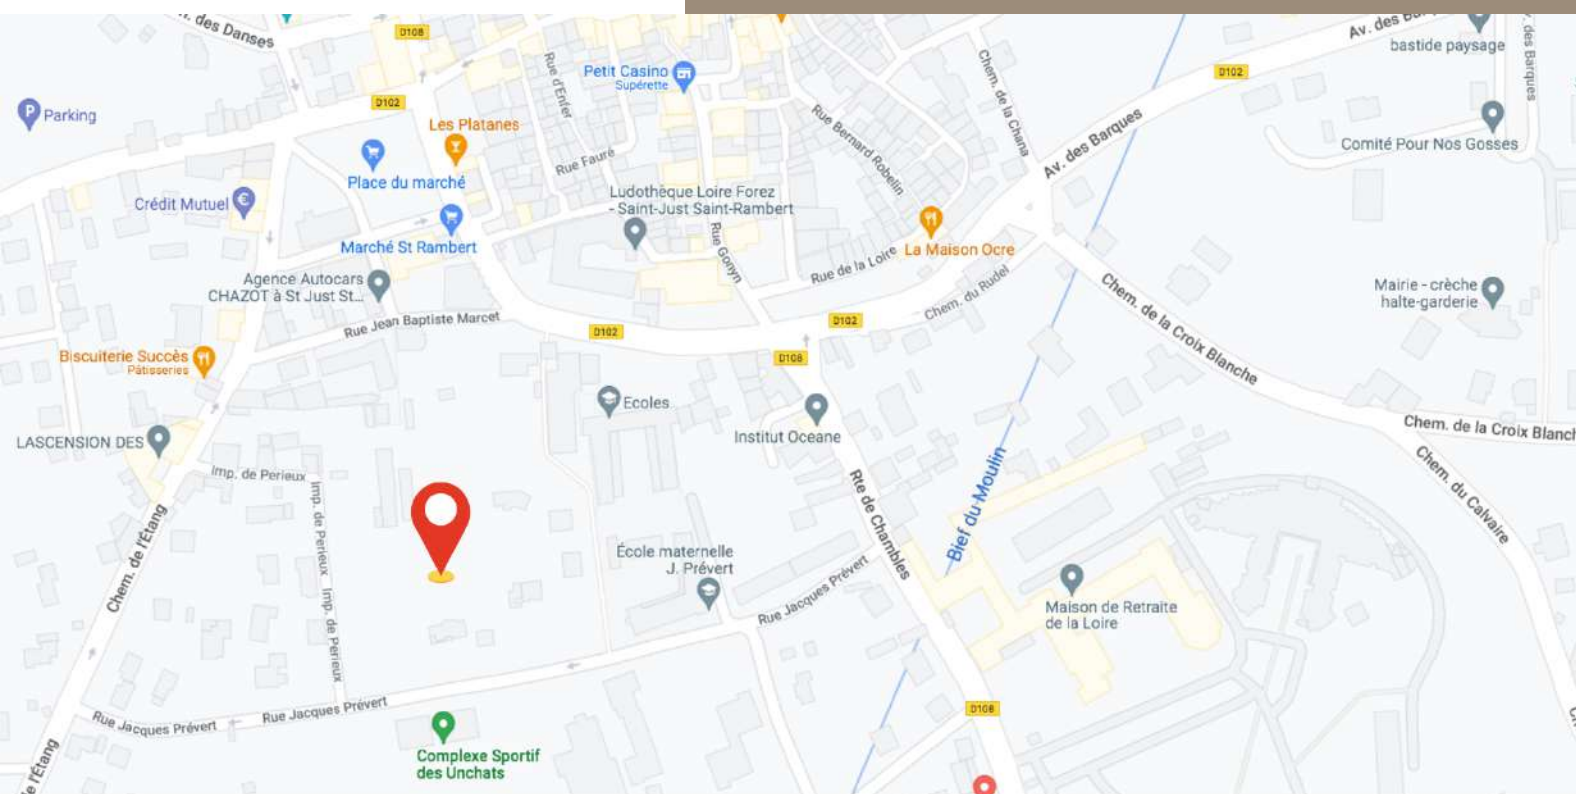 des Danses
D108
Av. des
bastide paysage
des Barques
Petit Casino
Supérette
Rue d'Enfer
Chem. de la Chana
D102
D102
Parking
Les Platanes
Rue Bernard Robelin
Av. des Barques
Comité Pour Nos Gosses
Rue Fauré
Place du marché
Crédit Mutuel
Ludothèque Loire Forez
- Saint-Just Saint-Rambert
Marché St Rambert
Rue Gonyn
La Maison Ocre
Rue de la Loire
Agence Autocars
CHAZOT à St Just St...
Chem. du Rudel
Mairie - crèche
halte-garderie
Rue Jean Baptiste Marcet
Chem. de la Croix Blanche
D102
D102
Biscuiterie Succès
Pâtisseries
D108
Ecoles
LASCENSION DES
Institut Oceane
Chem. de la Croix Blanch
Imp. de Perieux
Imp. de Perieux
Rte de Chambles
Bief du Moulin
Chem. du Calvaire
Chem. de l'Étang
École maternelle
J. Prévert
Rue Jacques Prévert
Imp. de Perieux
Maison de Retraite
de la Loire
Rue Jacques Prévert
Rue Jacques Prévert
D108
Complexe Sportif
des Unchats
e l'Étang